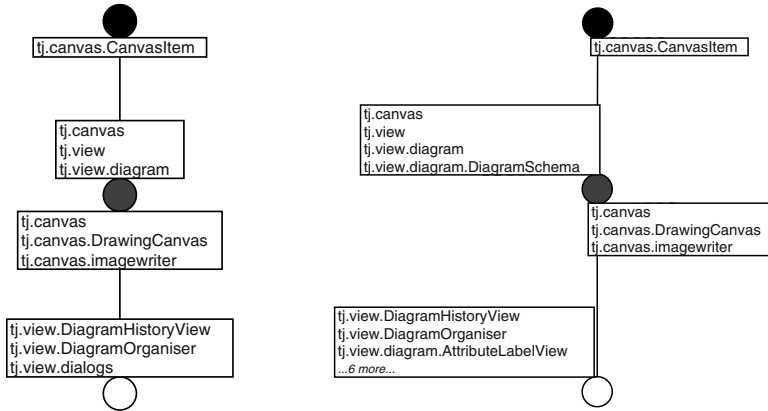 tj.canvas.CanvasItem
tj.canvas
tj.view
tj.view.diagram
tj.canvas
tj.canvas.DrawingCanvas
tj.canvas.imagewriter
tj.view.DiagramHistoryView
tj.view.DiagramOrganiser
tj.view.dialogs
tj.canvas.CanvasItem
tj.canvas
tj.view
tj.view.diagram
tj.view.diagram.DiagramSchema
tj.canvas
tj.canvas.DrawingCanvas
tj.canvas.imagewriter
tj.view.DiagramHistoryView
tj.view.DiagramOrganiser
tj.view.diagram.AttributeLabelView
...6 more...